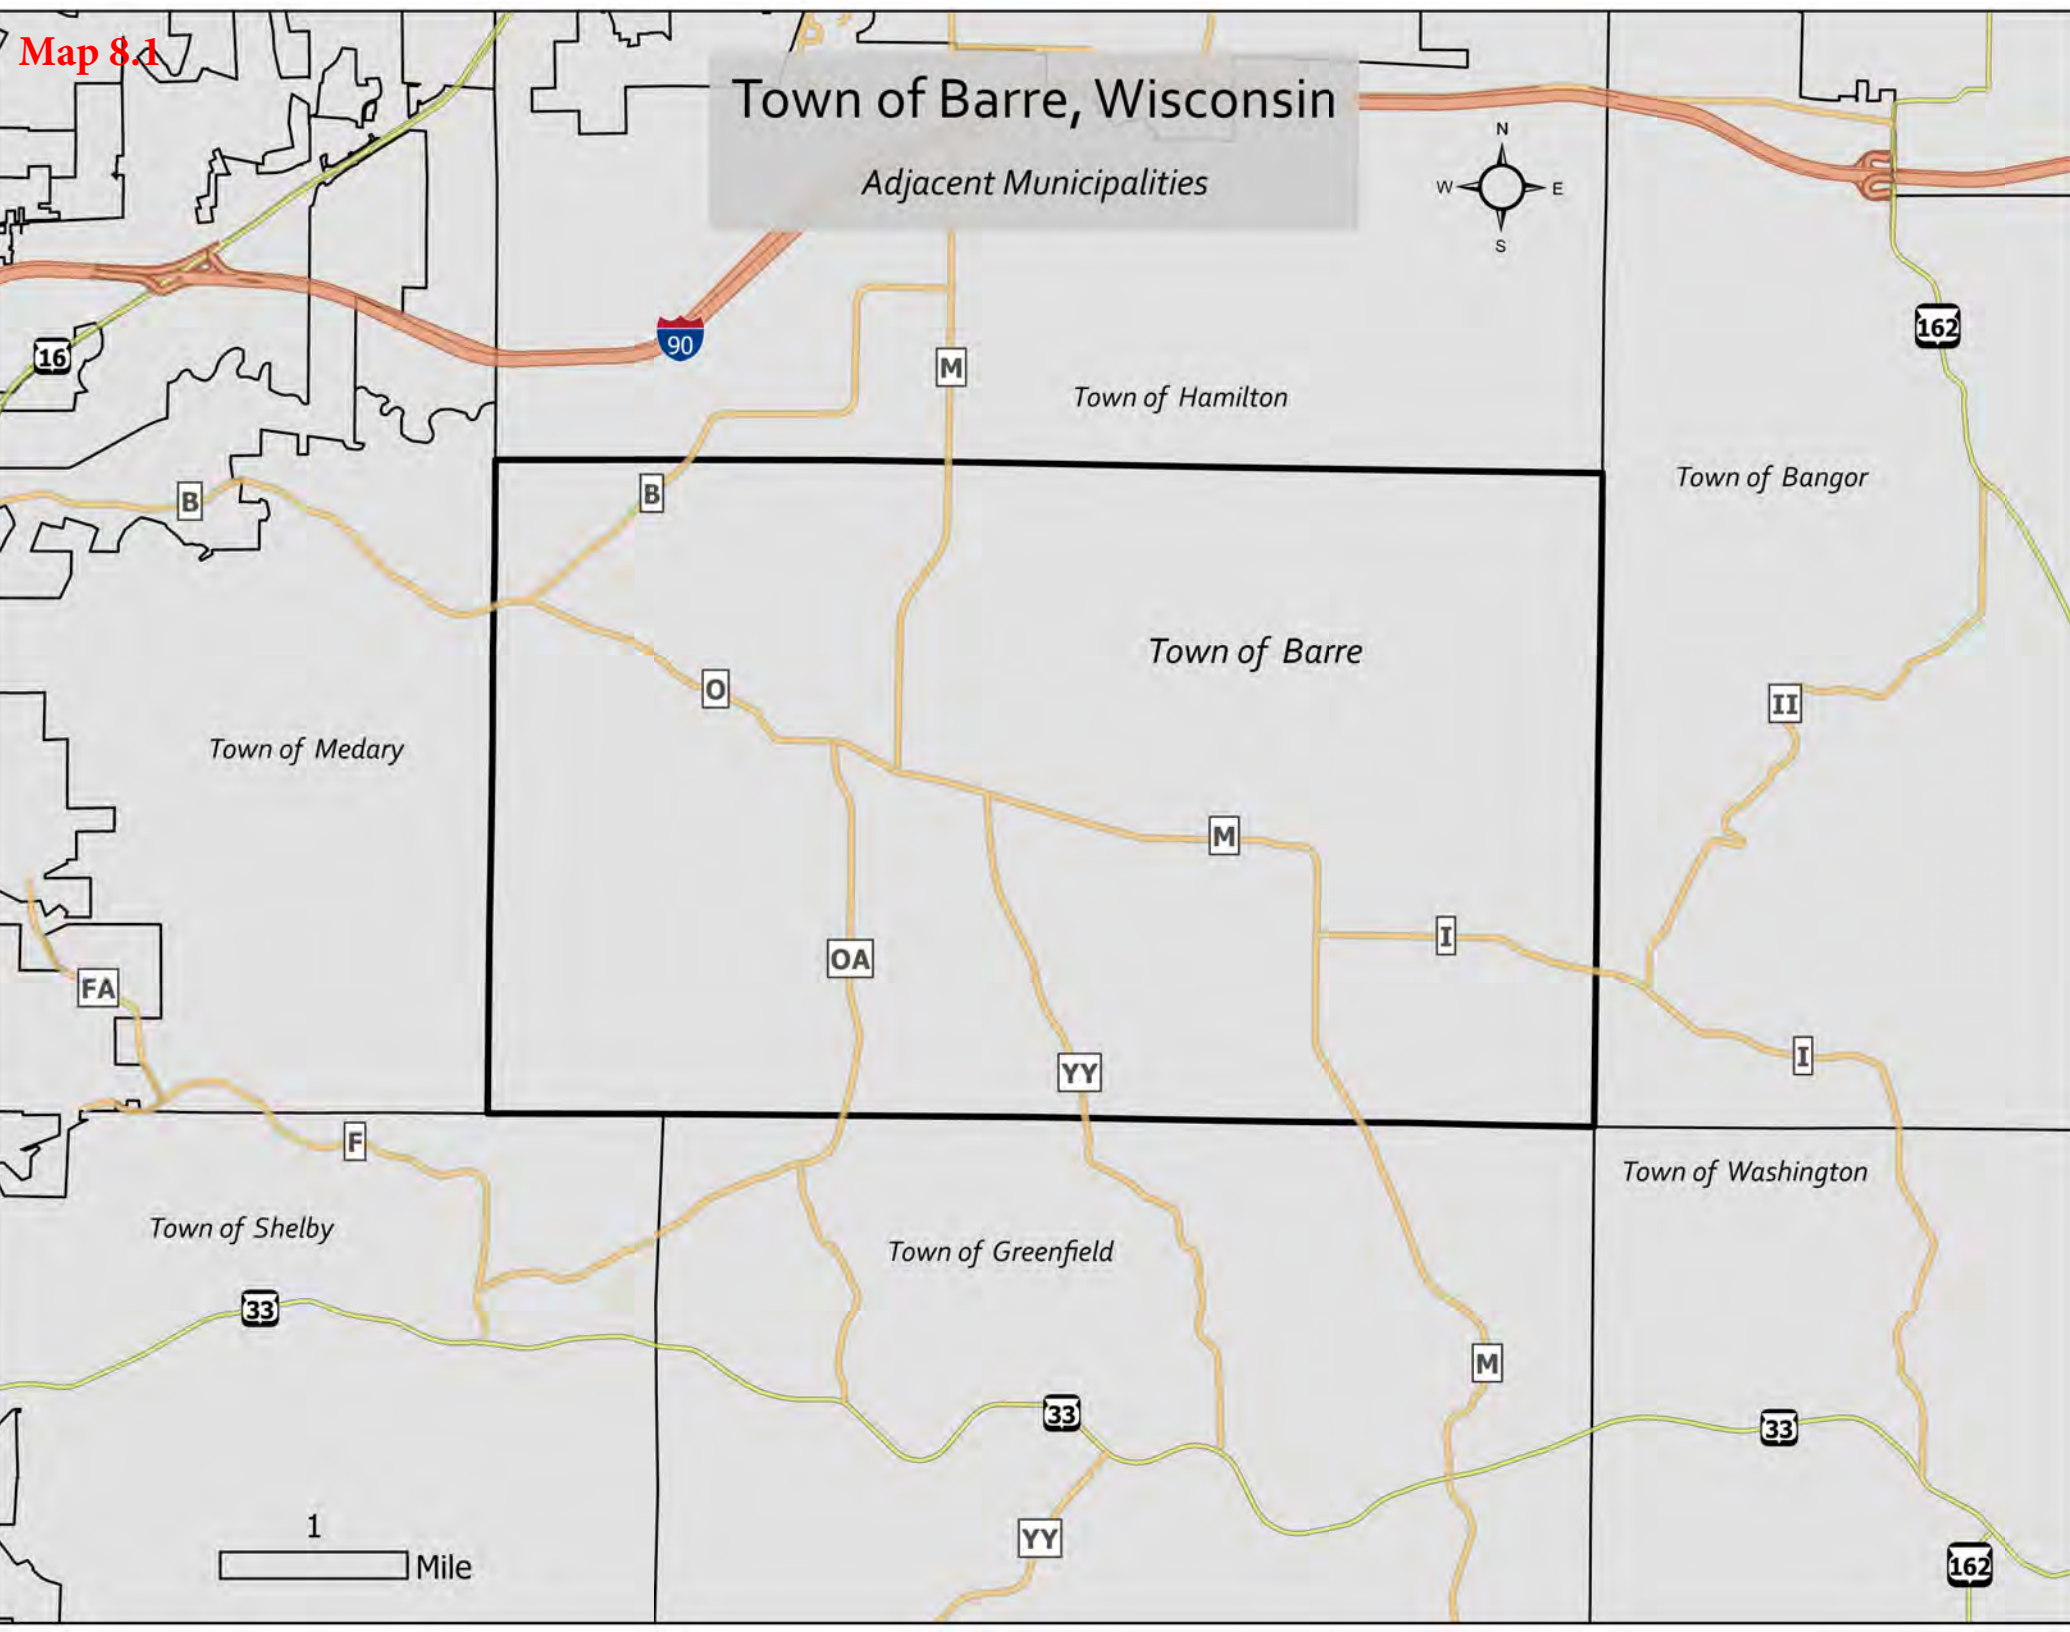 Map 8.1
Town of Barre, Wisconsin
Adjacent Municipalities
N
W E
S
162
16
90
M
Town of Hamilton
Town of Bangor
B
B
Town of Barre
O
II
Town of Medary
M
I
OA
FA
I
YY
F
Town of Washington
Town of Shelby
Town of Greenfield
33
M
33
33
1
Mile
YY
162